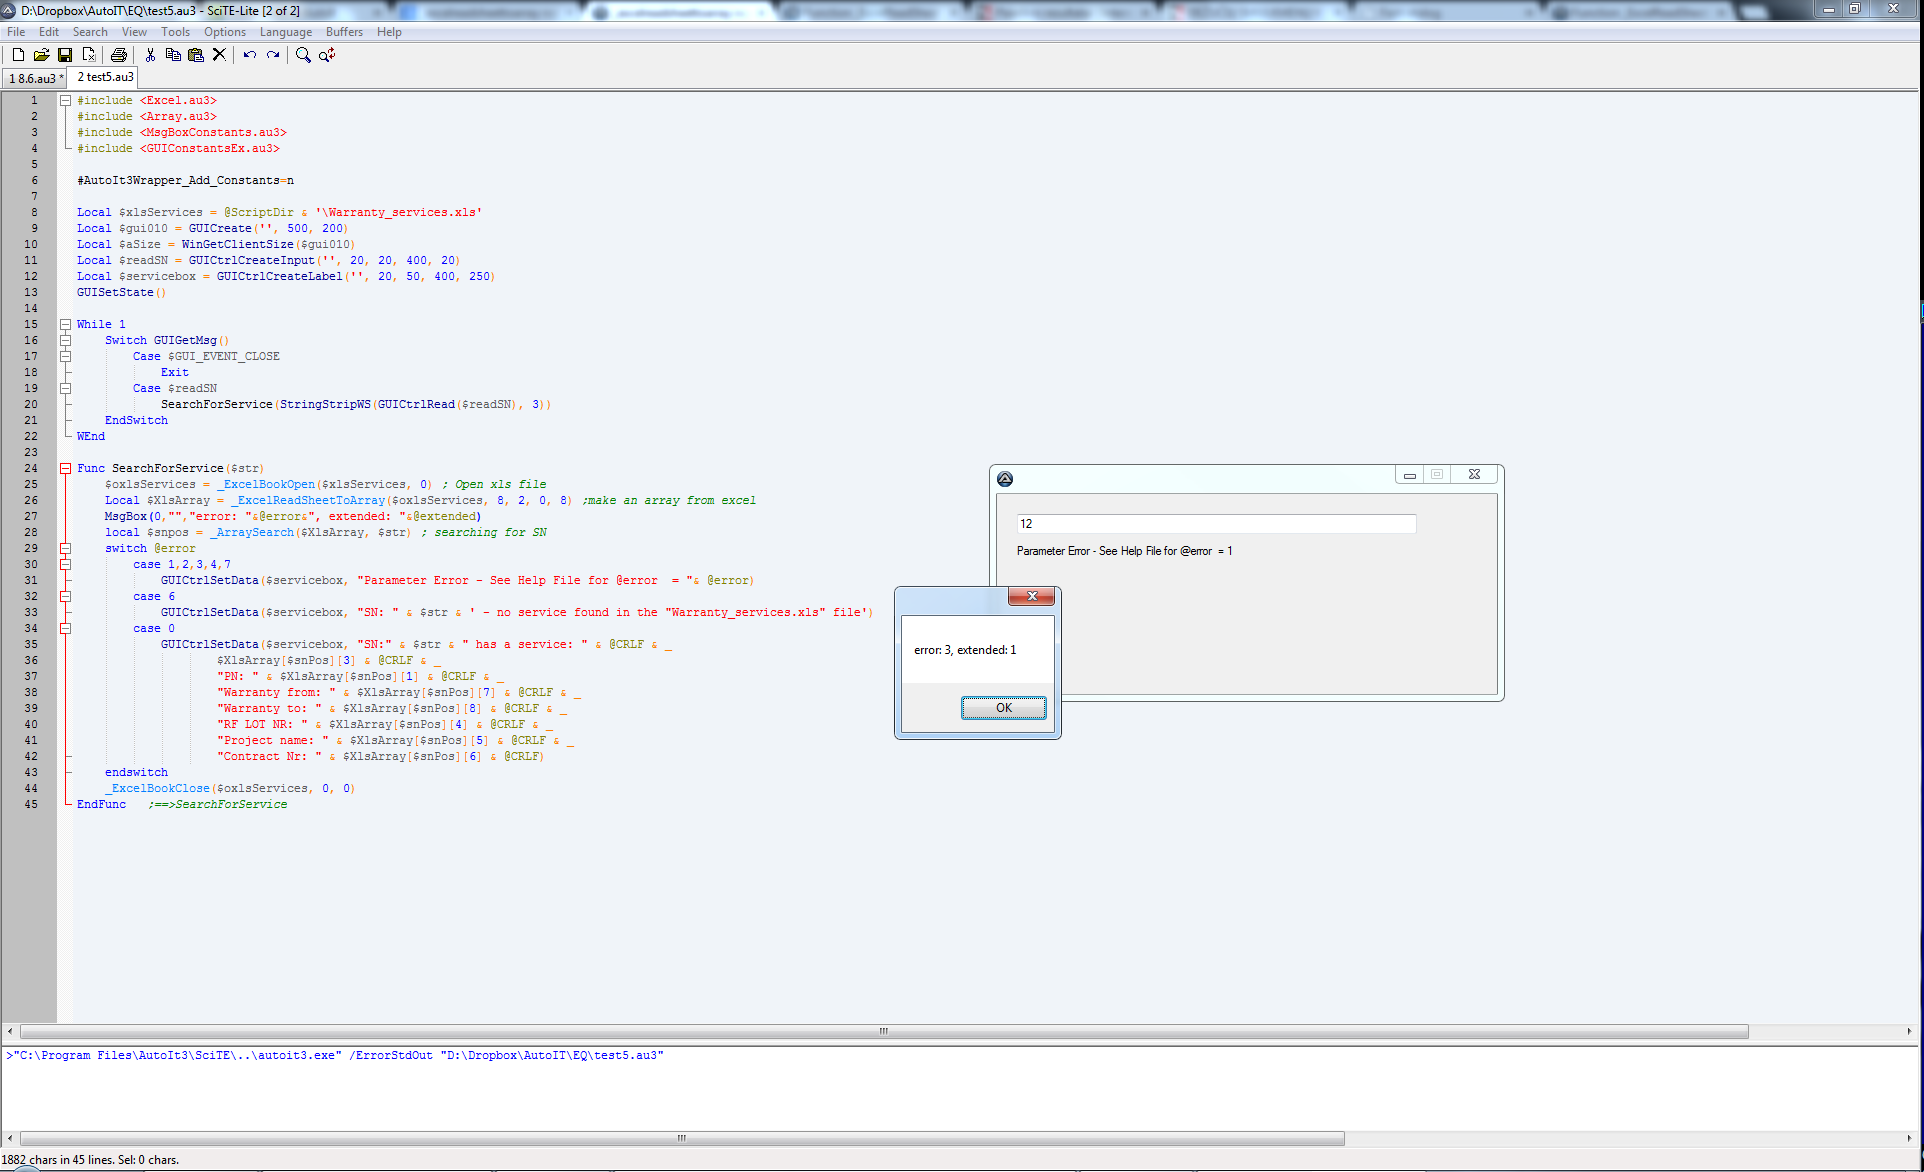 D:\Dropbox\AutoIT\EQ\test5.au3 - SciTE-Lite [2 of 2]
File Edit Search View Tools Options Language Buffers Help
1 8.6.au3 * 2 test5.au3
1 #include <Excel.au3>
2 #include <Array.au3>
3 #include <MsgBoxConstants.au3>
4 #include <GUIConstantsEx.au3>
5
6 #AutoIt3Wrapper_Add_Constants=n
7
8 Local $xlsServices = @ScriptDir & '\Warranty_services.xls'
9 Local $gui010 = GUICreate('', 500, 200)
10 Local $aSize = WinGetClientSize($gui010)
11 Local $readSN = GUICtrlCreateInput('', 20, 20, 400, 20)
12 Local $servicebox = GUICtrlCreateLabel('', 20, 50, 400, 250)
13 GUISetState()
14
15 While 1
16 Switch GUIGetMsg()
17 Case $GUI_EVENT_CLOSE
18 Exit
19 Case $readSN
20 SearchForService(StringStripWS(GUICtrlRead($readSN), 3))
21 EndSwitch
22 WEnd
23
24 Func SearchForService($str)
25 $oxlsServices = _ExcelBookOpen($xlsServices, 0) ; Open xls file
26 Local $XlsArray = _ExcelReadSheetToArray($oxlsServices, 8, 2, 0, 8) ;make an array from excel
27 MsgBox(0,"","error: "&@error&", extended: "&@extended)
28 local $snpos = _ArraySearch($XlsArray, $str) ; searching for SN
29 switch @error
30 case 1,2,3,4,7
31 GUICtrlSetData($servicebox, "Parameter Error - See Help File for @error  = "& @error)
32 case 6
33 GUICtrlSetData($servicebox, "SN: " & $str & ' - no service found in the "Warranty_services.xls" file')
34 case 0
35 GUICtrlSetData($servicebox, "SN:" & $str & " has a service: " & @CRLF & _
36 $XlsArray[$snPos][3] & @CRLF & _
37 "PN: " & $XlsArray[$snPos][1] & @CRLF & _
38 "Warranty from: " & $XlsArray[$snPos][7] & @CRLF & _
39 "Warranty to: " & $XlsArray[$snPos][8] & @CRLF & _
40 "RF LOT NR: " & $XlsArray[$snPos][4] & @CRLF & _
41 "Project name: " & $XlsArray[$snPos][5] & @CRLF & _
42 "Contract Nr: " & $XlsArray[$snPos][6] & @CRLF)
43 endswitch
44 _ExcelBookClose($oxlsServices, 0, 0)
45 EndFunc   ;==>SearchForService
12
Parameter Error - See Help File for @error  = 1
error: 3, extended: 1
OK
>"C:\Program Files\AutoIt3\SciTE\..\autoit3.exe" /ErrorStdOut "D:\Dropbox\AutoIT\EQ\test5.au3"
1882 chars in 45 lines. Sel: 0 chars.